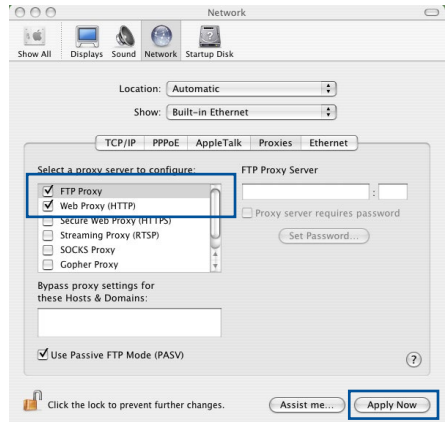 Network
Show All Displays Sound Network Startup Disk
Location: Automatic
Show: Built-in Ethernet
TCP/IP PPPoE AppleTalk Proxies Ethernet
Select a proxy server to configure: FTP Proxy Server
FTP Proxy :
Web Proxy (HTTP) Proxy server requires password
Secure Web Proxy (HTTPS)
Streaming Proxy (RTSP) Set Password...
SOCKS Proxy
Gopher Proxy
Bypass proxy settings for
these Hosts & Domains:
Use Passive FTP Mode (PASV) ?
Click the lock to prevent further changes. Assist me... Apply Now